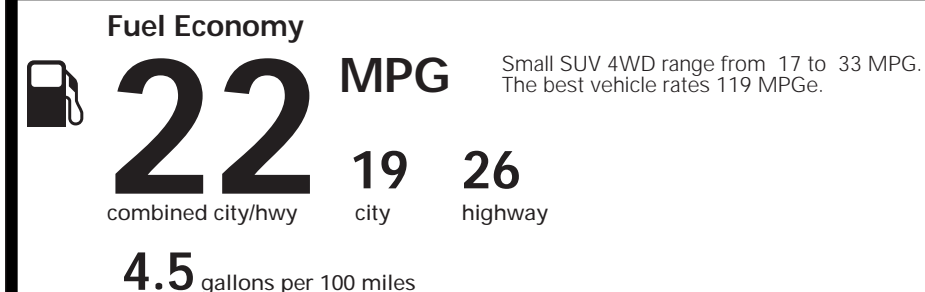 Fuel Economy
22 MPG
Small SUV 4WD range from 17 to 33 MPG.
The best vehicle rates 119 MPGe.
19 26
combined city/hwy city highway
4.5 gallons per 100 miles